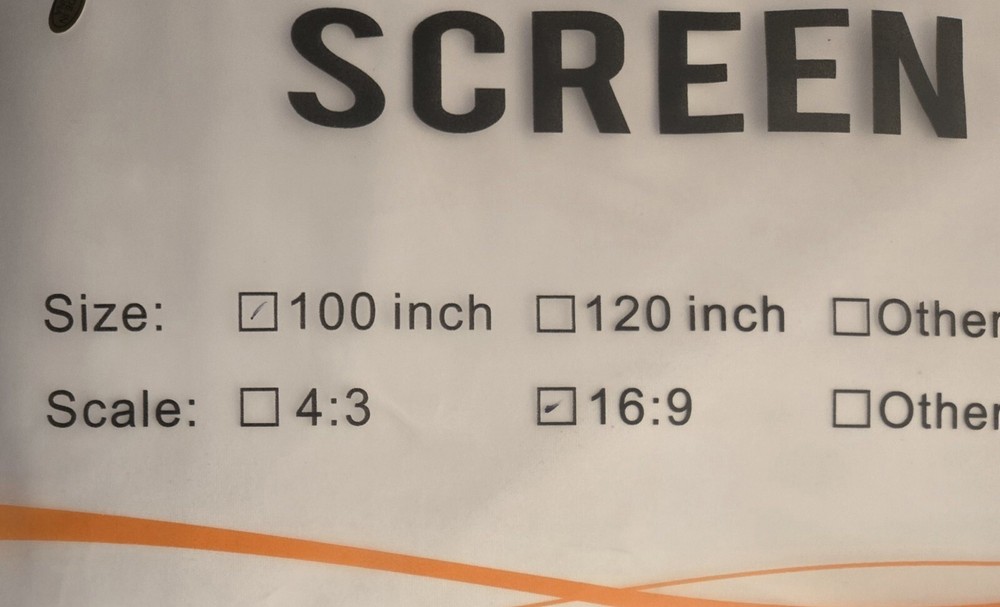 SCREEN
Size: ☑100 inch ☐120 inch ☐Other
Scale: ☐ 4:3 ☑16:9 ☐Other